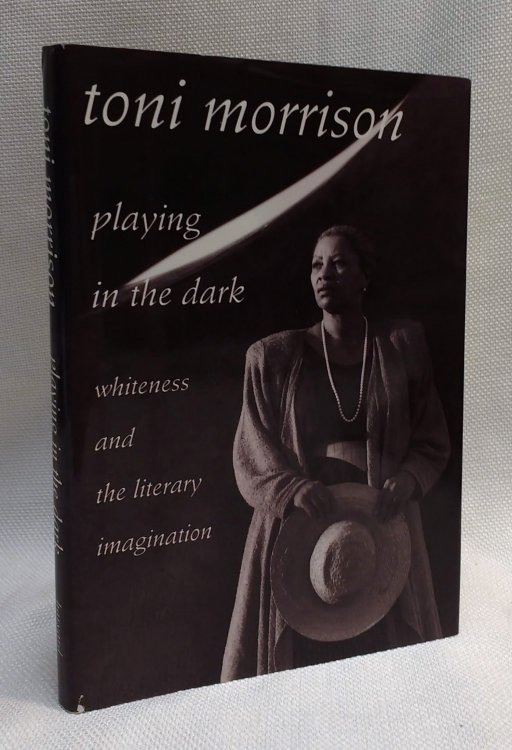 toni morrison
playing
in the dark
whiteness
and
the literary
imagination
toni morrison playing in the dark